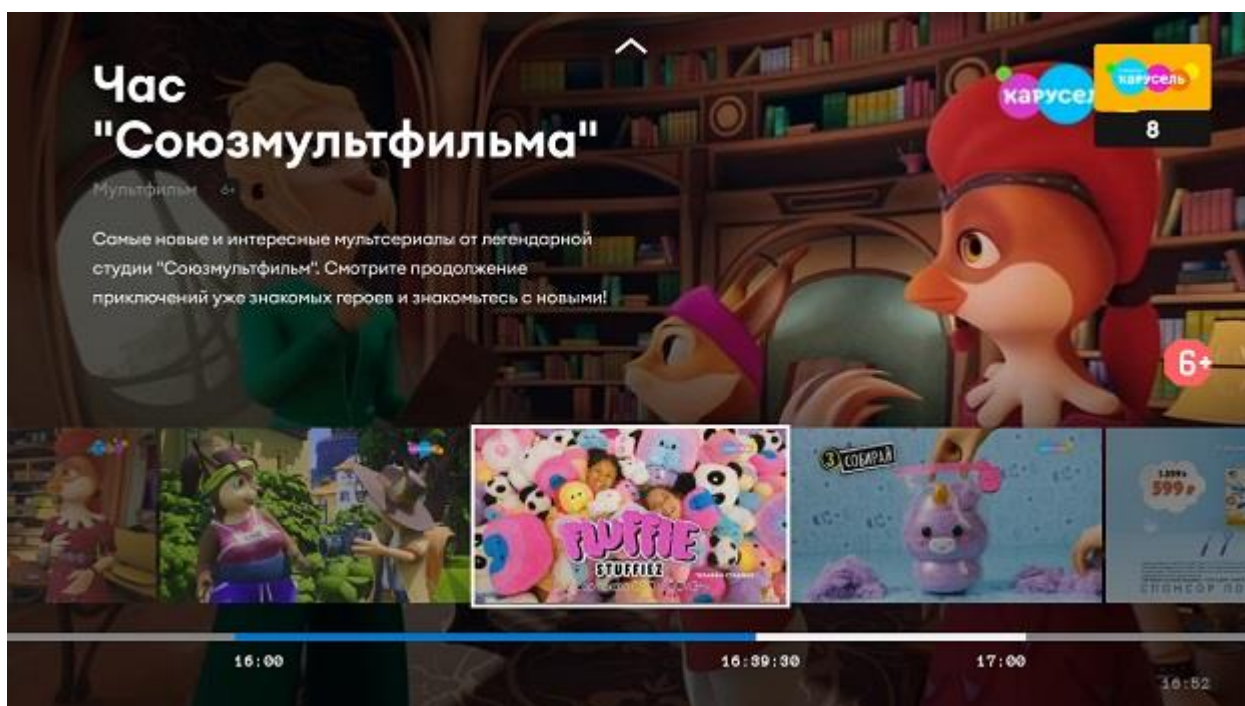 Час
"Союзмультфильма"
Мультфильм 6+
Самые новые и интересные мультсериалы от легендарной
студии "Союзмультфильм". Смотрите продолжение
приключений уже знакомых героев и знакомьтесь с новыми!
карусель
карусель
8
6+
3 СОБИРАЙ
FLUFFIE
STUFFIEZ
599 ₽
16:00
16:39:30
17:00
16:52